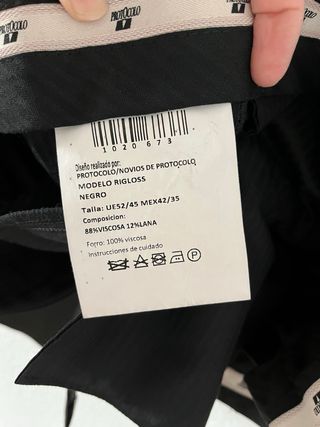 PROTOCOLO
PROTOCOLO
1020673
Diseño realizado por:
PROTOCOLO/NOVIOS DE PROTOCOLO
MODELO RIGLOSS
NEGRO
Talla: UE52/45 MEX42/35
Composicion:
88%VISCOSA 12%LANA
Forro: 100% viscosa
Instrucciones de cuidado
P